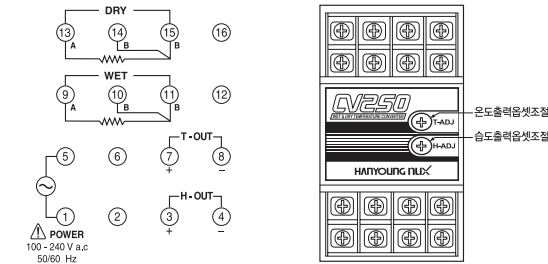 DRY
13 14 15 16
A B B
WET
9 10 11 12
A B B
T - OUT
5 6 7 8
+ −
H - OUT
1 2 3 4
+ −
POWER
100 - 240 V a,c
50/60 Hz
CV250
T-ADJ
H-ADJ
HANYOUNG NUX
온도출력옵셋조절
습도출력옵셋조절